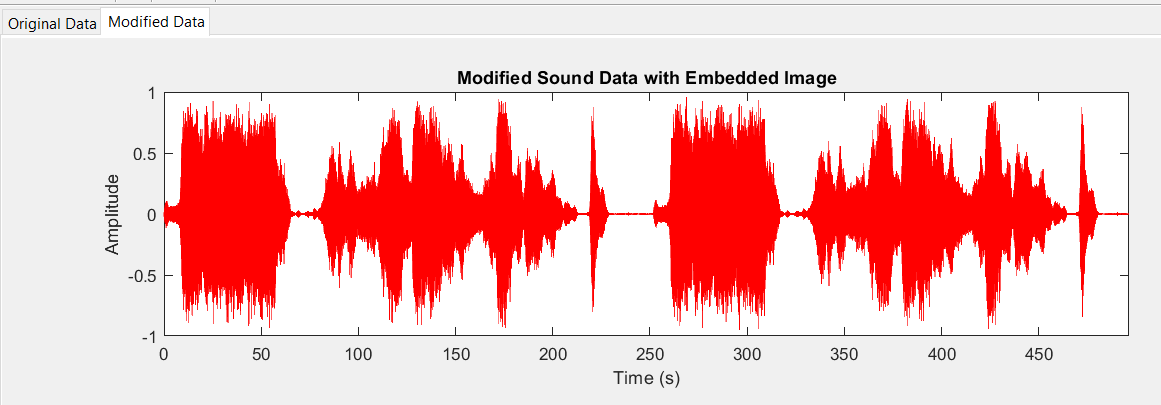 Original Data
Modified Data
Modified Sound Data with Embedded Image
1
0.5
0
-0.5
-1
Amplitude
0 50 100 150 200 250 300 350 400 450
Time (s)